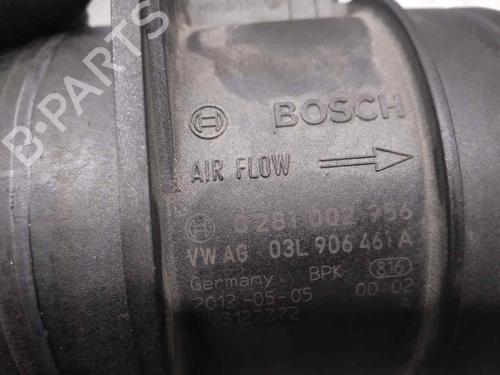 BOSCH
AIR FLOW
0 281 002 956
VW AG 03L 906 461 A
Germany BPK 816
2012-05-05 00:02
B-PARTS